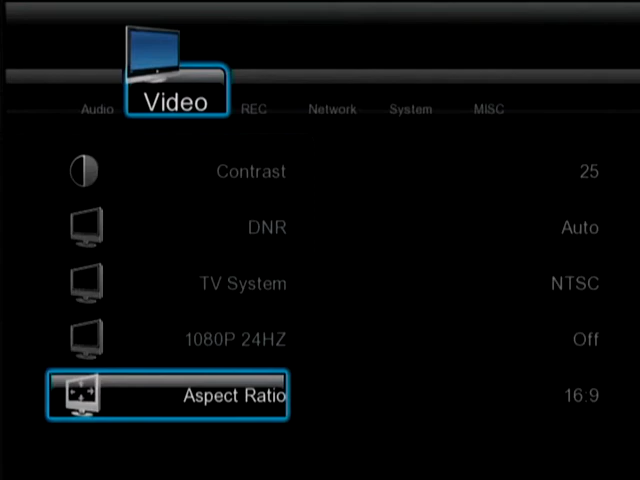 Audio Video REC Network System MISC
Contrast 25
DNR Auto
TV System NTSC
1080P 24HZ Off
Aspect Ratio 16:9